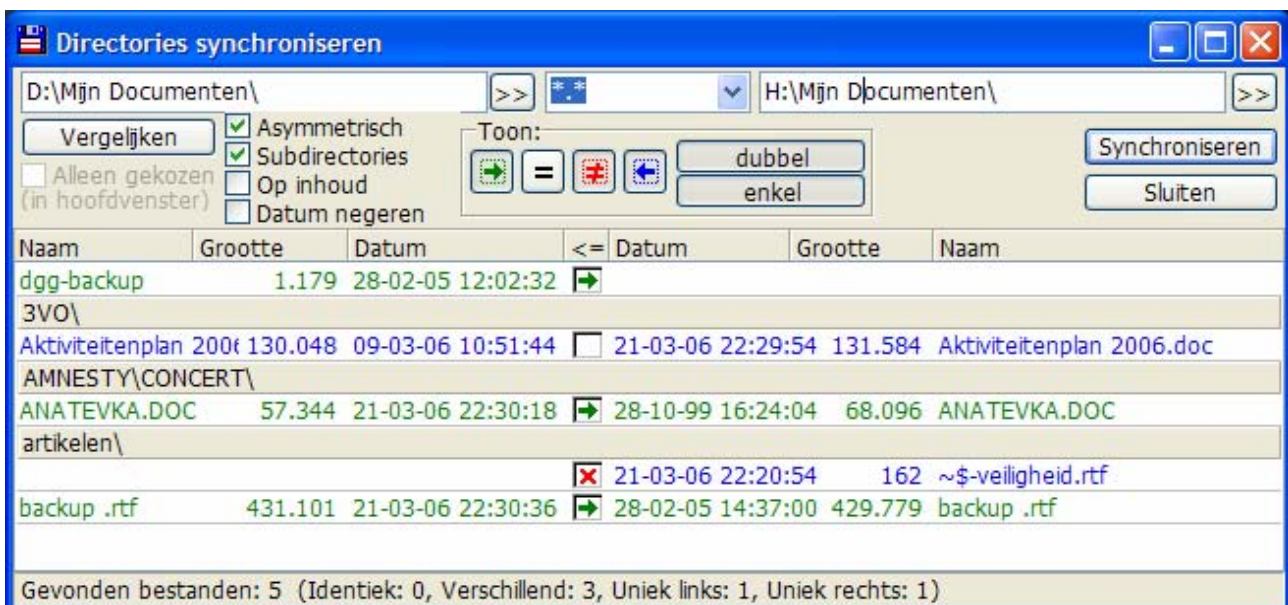 Directories synchroniseren
D:\Mijn Documenten\ >> *.* H:\Mijn Documenten\ >>
Vergelijken
Alleen gekozen
(in hoofdvenster)
Asymmetrisch
Subdirectories
Op inhoud
Datum negeren
Toon:
= ≠
dubbel
enkel
Synchroniseren
Sluiten
Naam Grootte Datum <= Datum Grootte Naam
dgg-backup 1.179 28-02-05 12:02:32
3VO\
Aktiviteitenplan 2006 130.048 09-03-06 10:51:44 21-03-06 22:29:54 131.584 Aktiviteitenplan 2006.doc
AMNESTY\CONCERT\
ANATEVKA.DOC 57.344 21-03-06 22:30:18 28-10-99 16:24:04 68.096 ANATEVKA.DOC
artikelen\
21-03-06 22:20:54 162 ~$-veiligheid.rtf
backup .rtf 431.101 21-03-06 22:30:36 28-02-05 14:37:00 429.779 backup .rtf
Gevonden bestanden: 5 (Identiek: 0, Verschillend: 3, Uniek links: 1, Uniek rechts: 1)